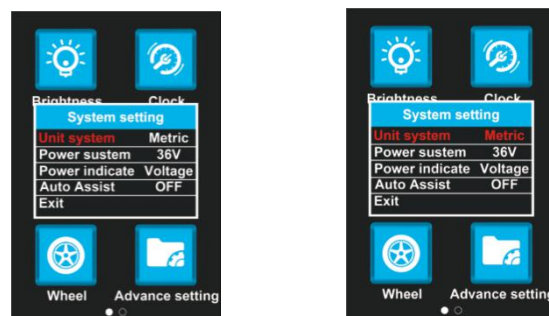 Brightness Clock
System setting
Unit system Metric
Power sustem 36V
Power indicate Voltage
Auto Assist OFF
Exit
Wheel Advance setting
Brightness Clock
System setting
Unit system Metric
Power sustem 36V
Power indicate Voltage
Auto Assist OFF
Exit
Wheel Advance setting